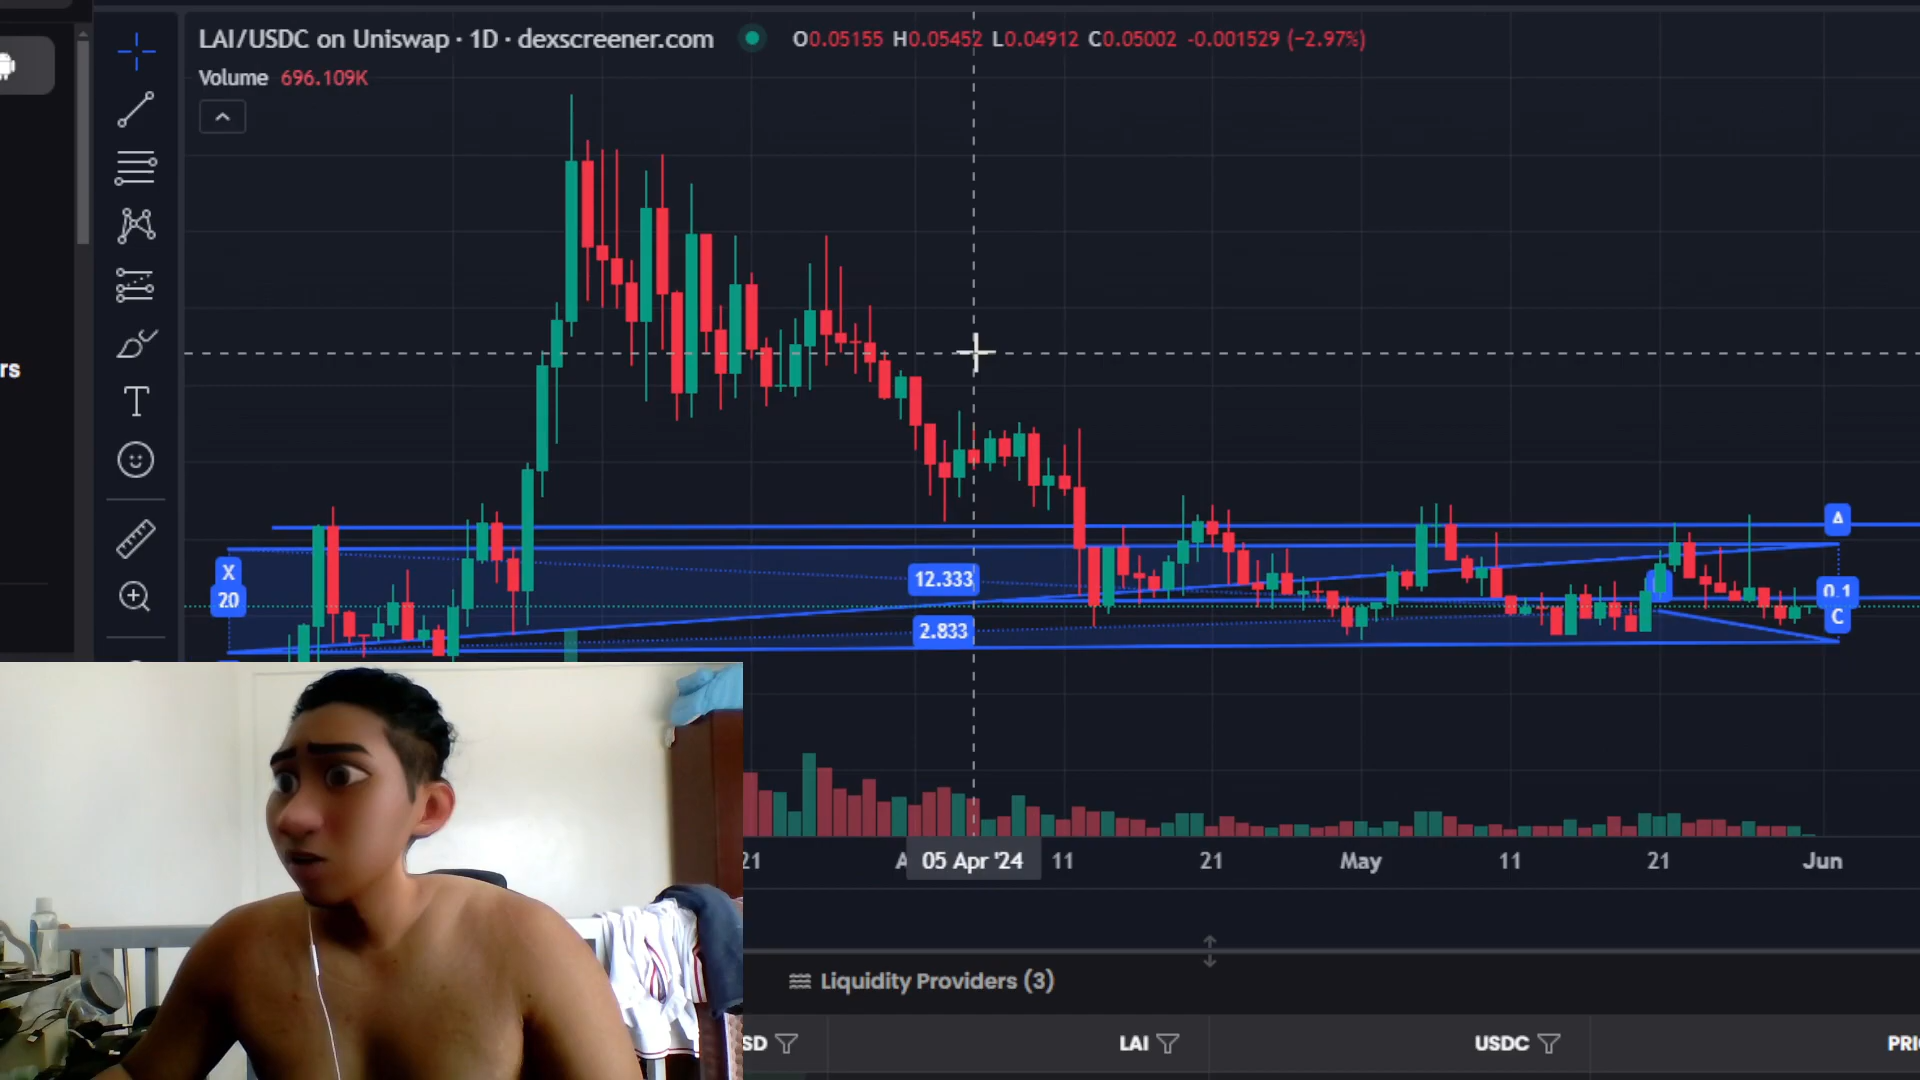 LAI/USDC on Uniswap · 1D · dexscreener.com O0.05155 H0.05452 L0.04912 C0.05002 -0.001529 (−2.97%)
Volume 696.109K
rs
X
20
12.333
2.833
A
0.1
C
21
A
05 Apr '24
11
21
May
11
21
Jun
Liquidity Providers (3)
SD
LAI
USDC
PRI